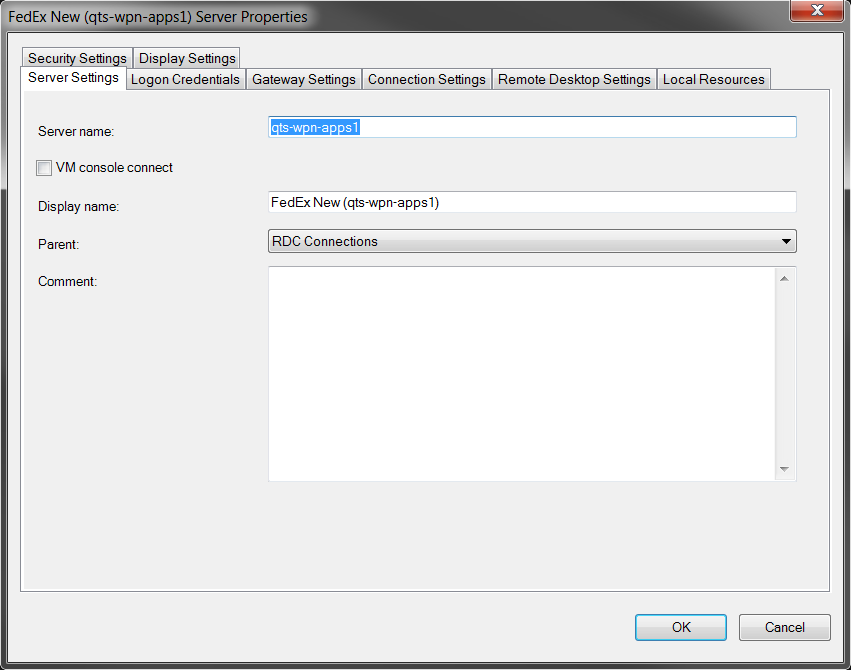 FedEx New (qts-wpn-apps1) Server Properties
Security Settings Display Settings
Server Settings Logon Credentials Gateway Settings Connection Settings Remote Desktop Settings Local Resources
Server name: qts-wpn-apps1
VM console connect
Display name: FedEx New (qts-wpn-apps1)
Parent: RDC Connections
Comment:
OK Cancel